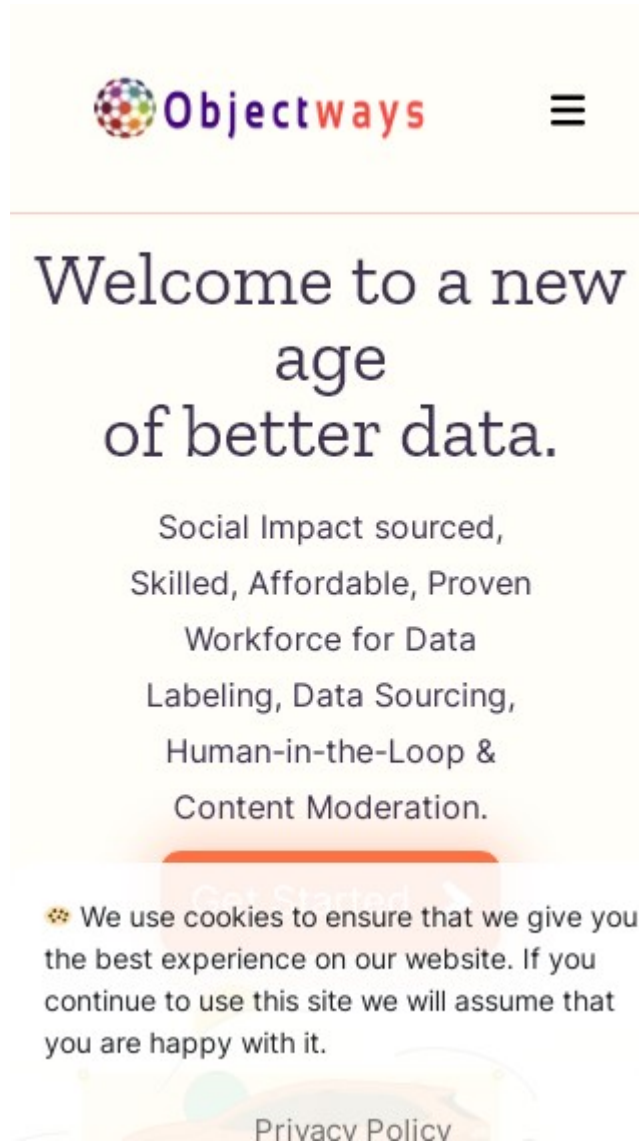 Objectways
Welcome to a new
age
of better data.
Social Impact sourced,
Skilled, Affordable, Proven
Workforce for Data
Labeling, Data Sourcing,
Human-in-the-Loop &
Content Moderation.
Get Started
🍪 We use cookies to ensure that we give you
the best experience on our website. If you
continue to use this site we will assume that
you are happy with it.
Privacy Policy